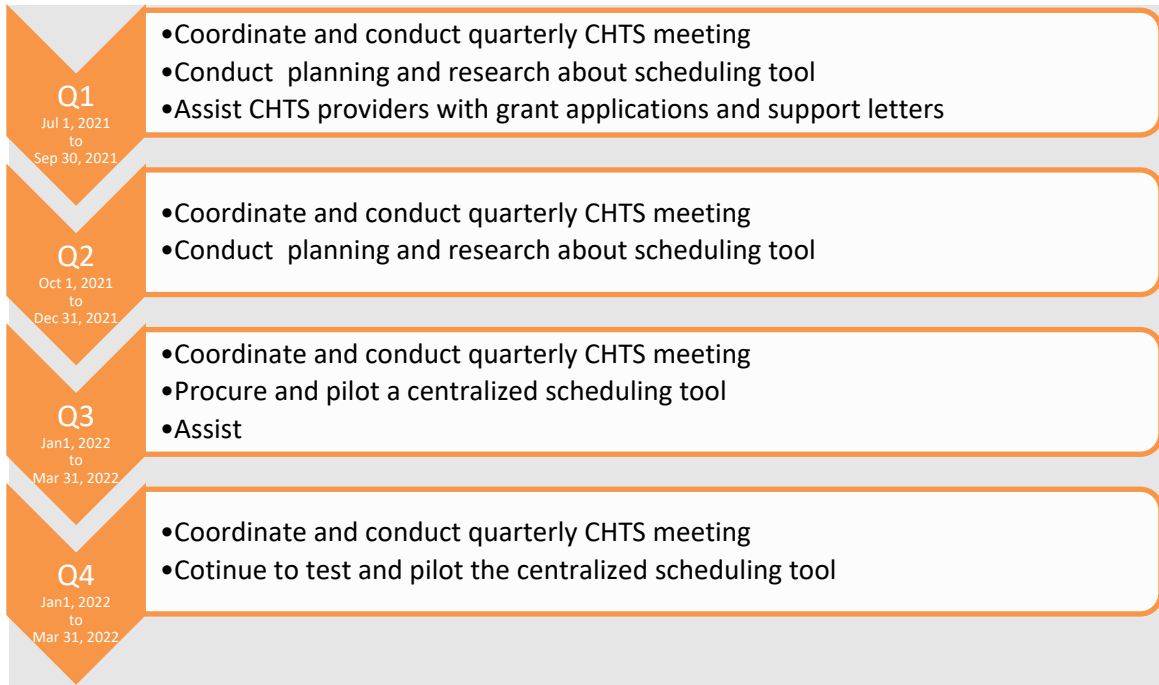 Q1
Jul 1, 2021
to
Sep 30, 2021
•Coordinate and conduct quarterly CHTS meeting
•Conduct  planning and research about scheduling tool
•Assist CHTS providers with grant applications and support letters
Q2
Oct 1, 2021
to
Dec 31, 2021
•Coordinate and conduct quarterly CHTS meeting
•Conduct  planning and research about scheduling tool
Q3
Jan1, 2022
to
Mar 31, 2022
•Coordinate and conduct quarterly CHTS meeting
•Procure and pilot a centralized scheduling tool
•Assist
Q4
Jan1, 2022
to
Mar 31, 2022
•Coordinate and conduct quarterly CHTS meeting
•Cotinue to test and pilot the centralized scheduling tool